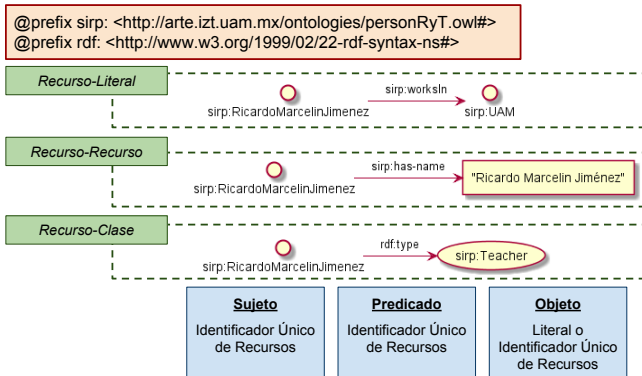 @prefix sirp: <http://arte.izt.uam.mx/ontologies/personRyT.owl#>
@prefix rdf: <http://www.w3.org/1999/02/22-rdf-syntax-ns#>
Recurso-Literal
sirp:worksIn
sirp:RicardoMarcelinJimenez
sirp:UAM
Recurso-Recurso
sirp:has-name
"Ricardo Marcelin Jiménez"
sirp:RicardoMarcelinJimenez
Recurso-Clase
rdf:type
sirp:Teacher
sirp:RicardoMarcelinJimenez
Sujeto
Identificador Único
de Recursos
Predicado
Identificador Único
de Recursos
Objeto
Literal o
Identificador Único
de Recursos